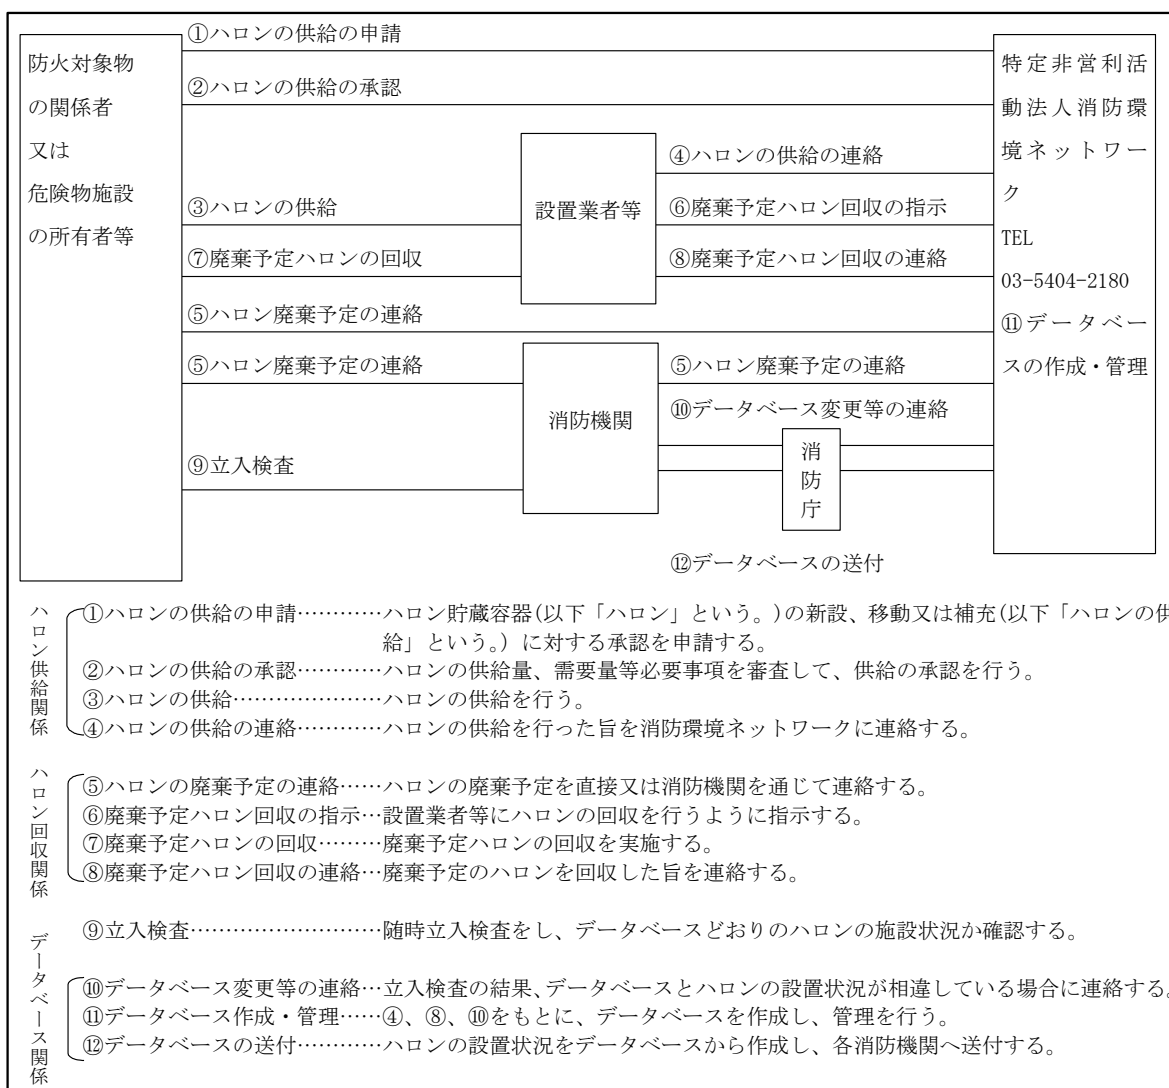 ①ハロンの供給の申請
防火対象物
の関係者
又は
危険物施設
の所有者等
②ハロンの供給の承認
特定非営利活
動法人消防環
境ネットワー
ク
TEL
03-5404-2180
⑪データベー
スの作成・管理
④ハロンの供給の連絡
③ハロンの供給
設置業者等
⑥廃棄予定ハロン回収の指示
⑦廃棄予定ハロンの回収
⑧廃棄予定ハロン回収の連絡
⑤ハロン廃棄予定の連絡
⑤ハロン廃棄予定の連絡
消防機関
⑤ハロン廃棄予定の連絡
⑩データベース変更等の連絡
⑨立入検査
消防庁
⑫データベースの送付
ハロン供給関係
①ハロンの供給の申請…………ハロン貯蔵容器(以下「ハロン」という。)の新設、移動又は補充(以下「ハロンの供
給」という。)に対する承認を申請する。
②ハロンの供給の承認…………ハロンの供給量、需要量等必要事項を審査して、供給の承認を行う。
③ハロンの供給…………………ハロンの供給を行う。
④ハロンの供給の連絡…………ハロンの供給を行った旨を消防環境ネットワークに連絡する。
ハロン回収関係
⑤ハロンの廃棄予定の連絡……ハロンの廃棄予定を直接又は消防機関を通じて連絡する。
⑥廃棄予定ハロン回収の指示…設置業者等にハロンの回収を行うように指示する。
⑦廃棄予定ハロンの回収………廃棄予定ハロンの回収を実施する。
⑧廃棄予定ハロン回収の連絡…廃棄予定のハロンを回収した旨を連絡する。
データベース関係
⑨立入検査………………………随時立入検査をし、データベースどおりのハロンの施設状況か確認する。
⑩データベース変更等の連絡…立入検査の結果、データベースとハロンの設置状況が相違している場合に連絡する。
⑪データベース作成・管理……④、⑧、⑩をもとに、データベースを作成し、管理を行う。
⑫データベースの送付…………ハロンの設置状況をデータベースから作成し、各消防機関へ送付する。